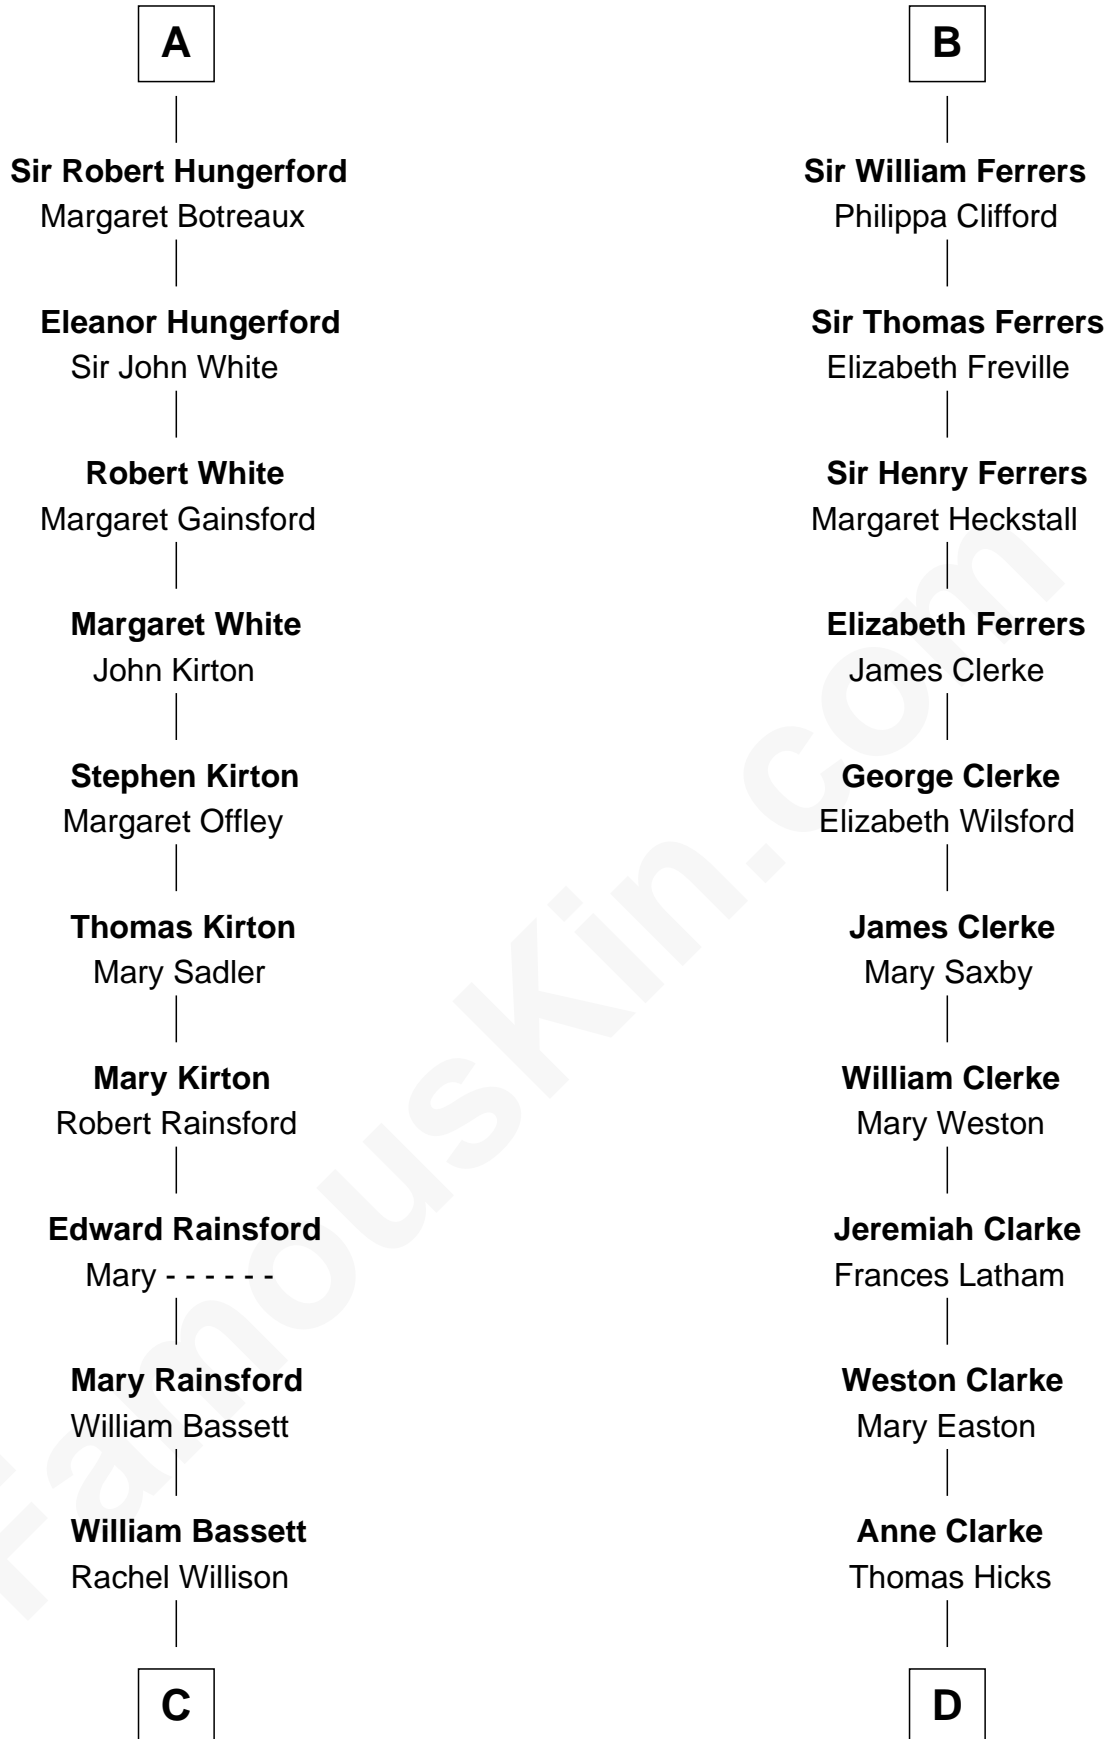 A
Sir Robert Hungerford
Margaret Botreaux
Eleanor Hungerford
Sir John White
Robert White
Margaret Gainsford
Margaret White
John Kirton
Stephen Kirton
Margaret Offley
Thomas Kirton
Mary Sadler
Mary Kirton
Robert Rainsford
Edward Rainsford
Mary - - - - - -
Mary Rainsford
William Bassett
William Bassett
Rachel Willison
C
B
Sir William Ferrers
Philippa Clifford
Sir Thomas Ferrers
Elizabeth Freville
Sir Henry Ferrers
Margaret Heckstall
Elizabeth Ferrers
James Clerke
George Clerke
Elizabeth Wilsford
James Clerke
Mary Saxby
William Clerke
Mary Weston
Jeremiah Clarke
Frances Latham
Weston Clarke
Mary Easton
Anne Clarke
Thomas Hicks
D
FamousKin.com